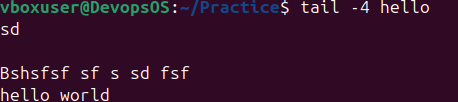 vboxuser@DevopsOS:~/Practice$ tail -4 hello
sd

Bshsfsf sf s sd fsf
hello world